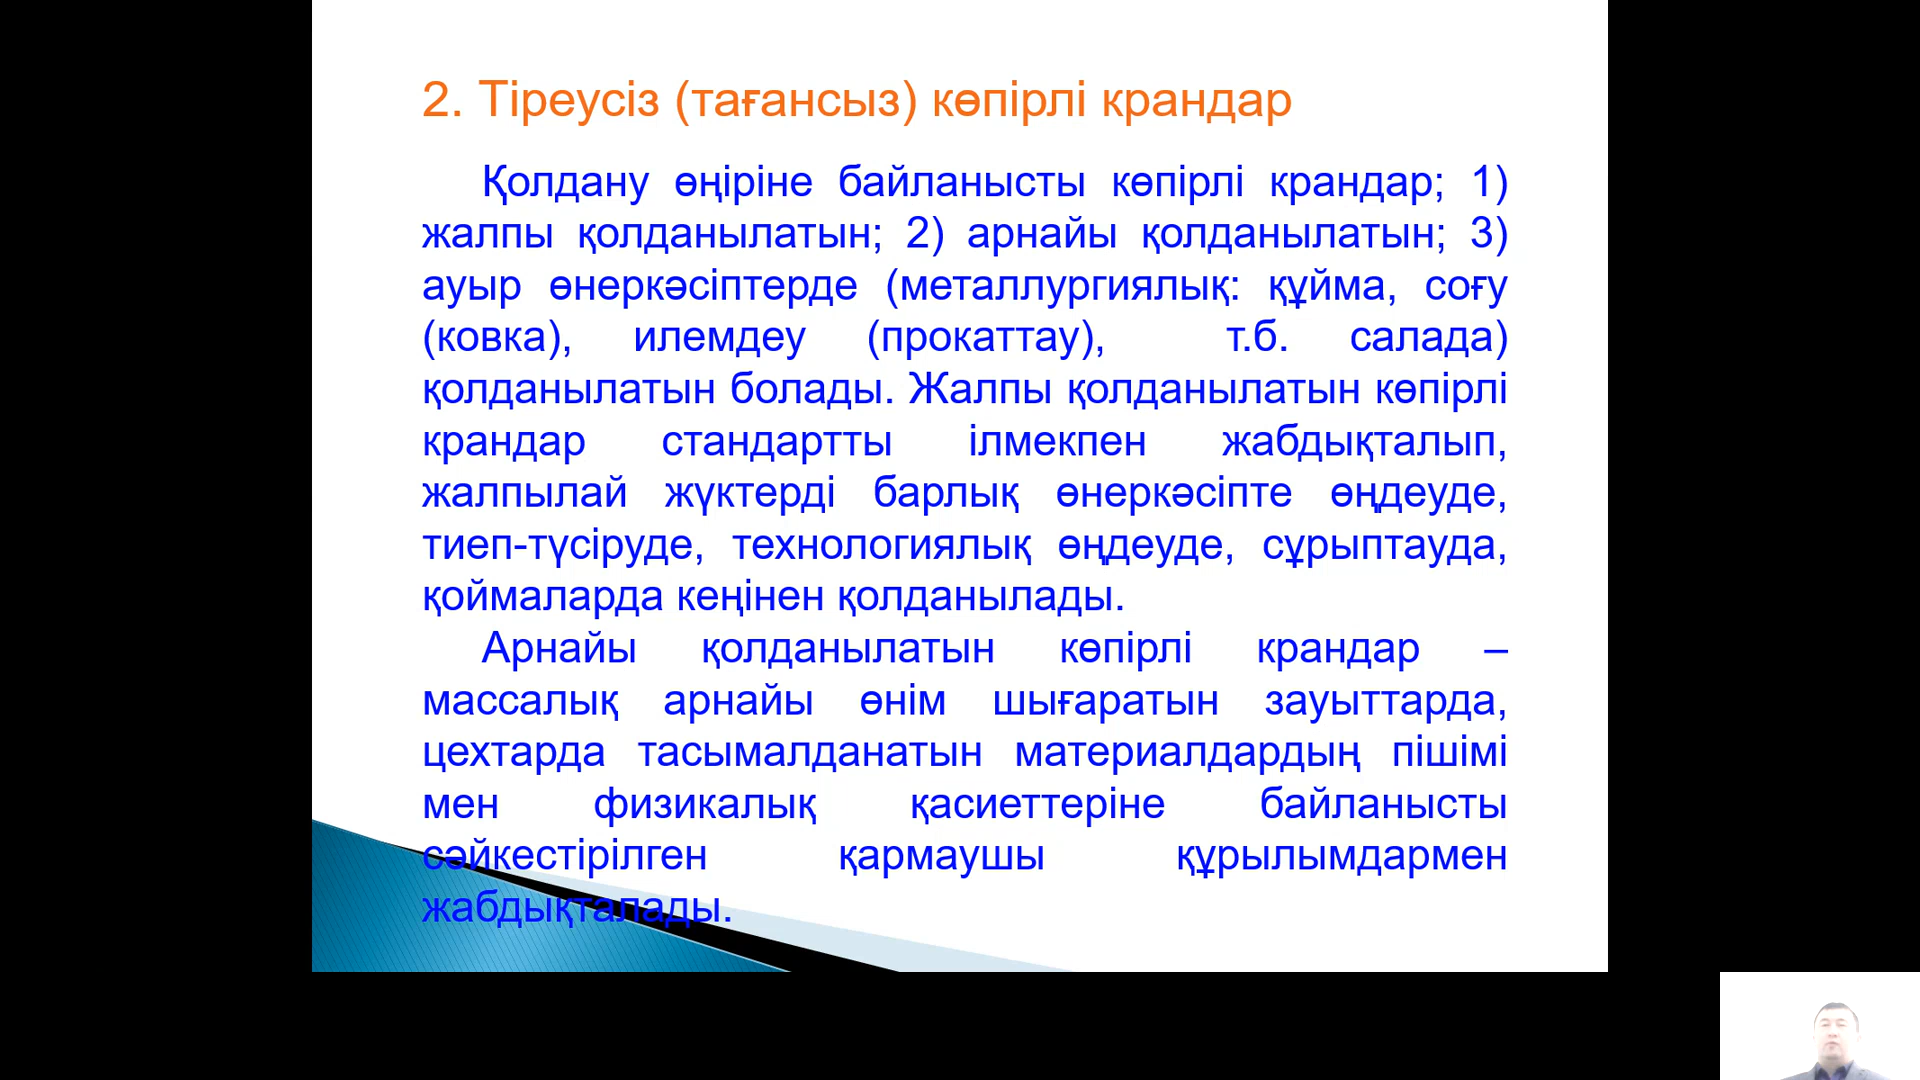 2. Тіреусіз (тағансыз) көпірлі крандар
Қолдану өңіріне байланысты көпірлі крандар; 1)
жалпы қолданылатын; 2) арнайы қолданылатын; 3)
ауыр өнеркәсіптерде (металлургиялық: құйма, соғу
(ковка), илемдеу (прокаттау), т.б. салада)
қолданылатын болады. Жалпы қолданылатын көпірлі
крандар стандартты ілмекпен жабдықталып,
жалпылай жүктерді барлық өнеркәсіпте өңдеуде,
тиеп-түсіруде, технологиялық өңдеуде, сұрыптауда,
қоймаларда кеңінен қолданылады.
Арнайы қолданылатын көпірлі крандар –
массалық арнайы өнім шығаратын зауыттарда,
цехтарда тасымалданатын материалдардың пішімі
мен физикалық қасиеттеріне байланысты
сәйкестірілген қармаушы құрылымдармен
жабдықталады.